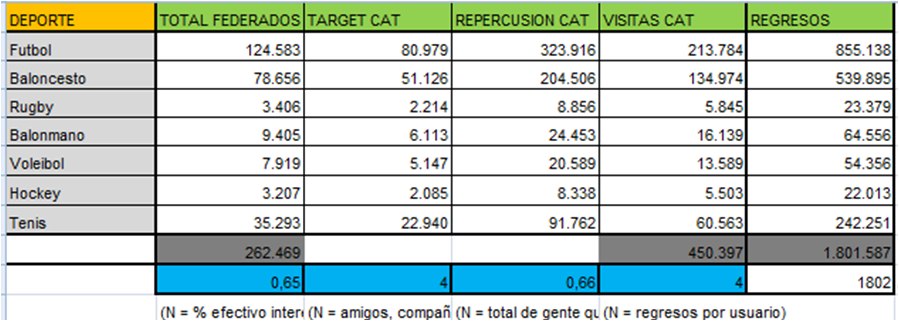 DEPORTE TOTAL FEDERADOS TARGET CAT REPERCUSION CAT VISITAS CAT REGRESOS
Futbol 124.583 80.979 323.916 213.784 855.138
Baloncesto 78.656 51.126 204.506 134.974 539.895
Rugby 3.406 2.214 8.856 5.845 23.379
Balonmano 9.405 6.113 24.453 16.139 64.556
Voleibol 7.919 5.147 20.589 13.589 54.356
Hockey 3.207 2.085 8.338 5.503 22.013
Tenis 35.293 22.940 91.762 60.563 242.251
262.469 450.397 1.801.587
0,65 4 0,66 4 1802
(N = % efectivo inter (N = amigos, compañ (N = total de gente qu (N = regresos por usuario)